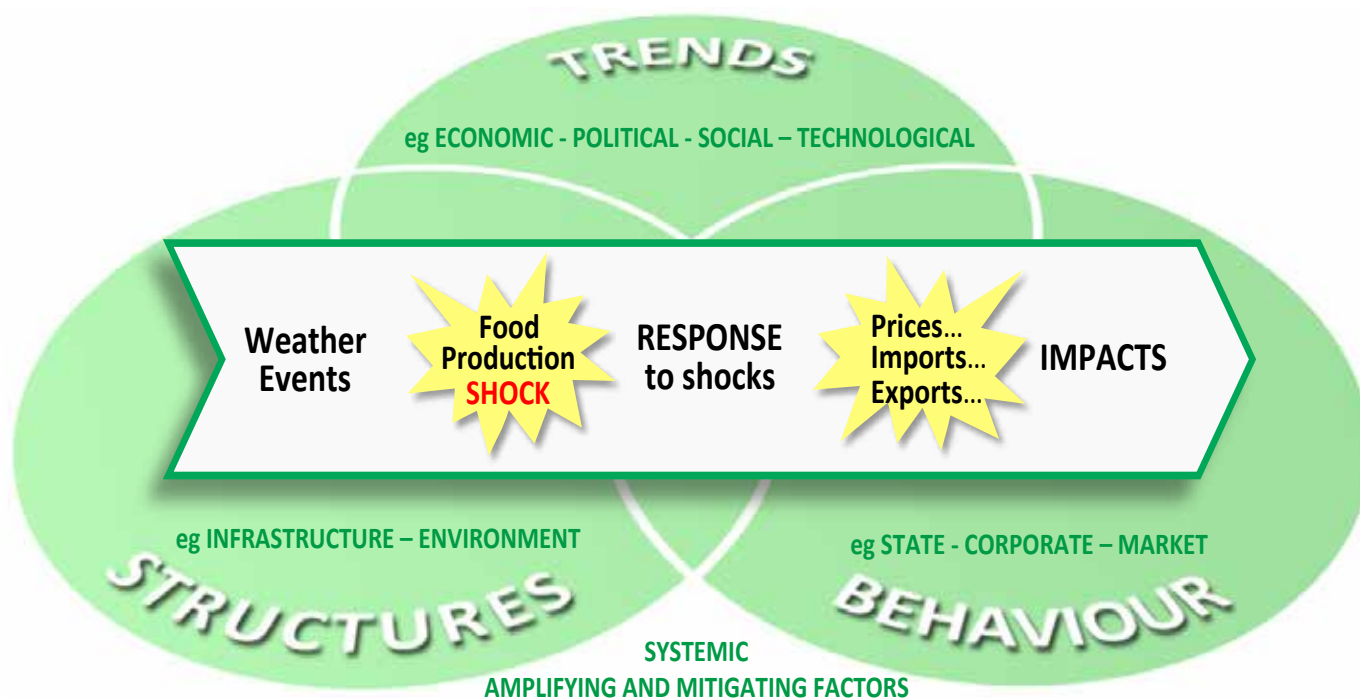 TRENDS
eg ECONOMIC - POLITICAL - SOCIAL – TECHNOLOGICAL
Weather
Events
Food
Production
SHOCK
RESPONSE
to shocks
Prices...
Imports...
Exports...
IMPACTS
eg INFRASTRUCTURE – ENVIRONMENT
STRUCTURES
eg STATE - CORPORATE – MARKET
BEHAVIOUR
SYSTEMIC
AMPLIFYING AND MITIGATING FACTORS